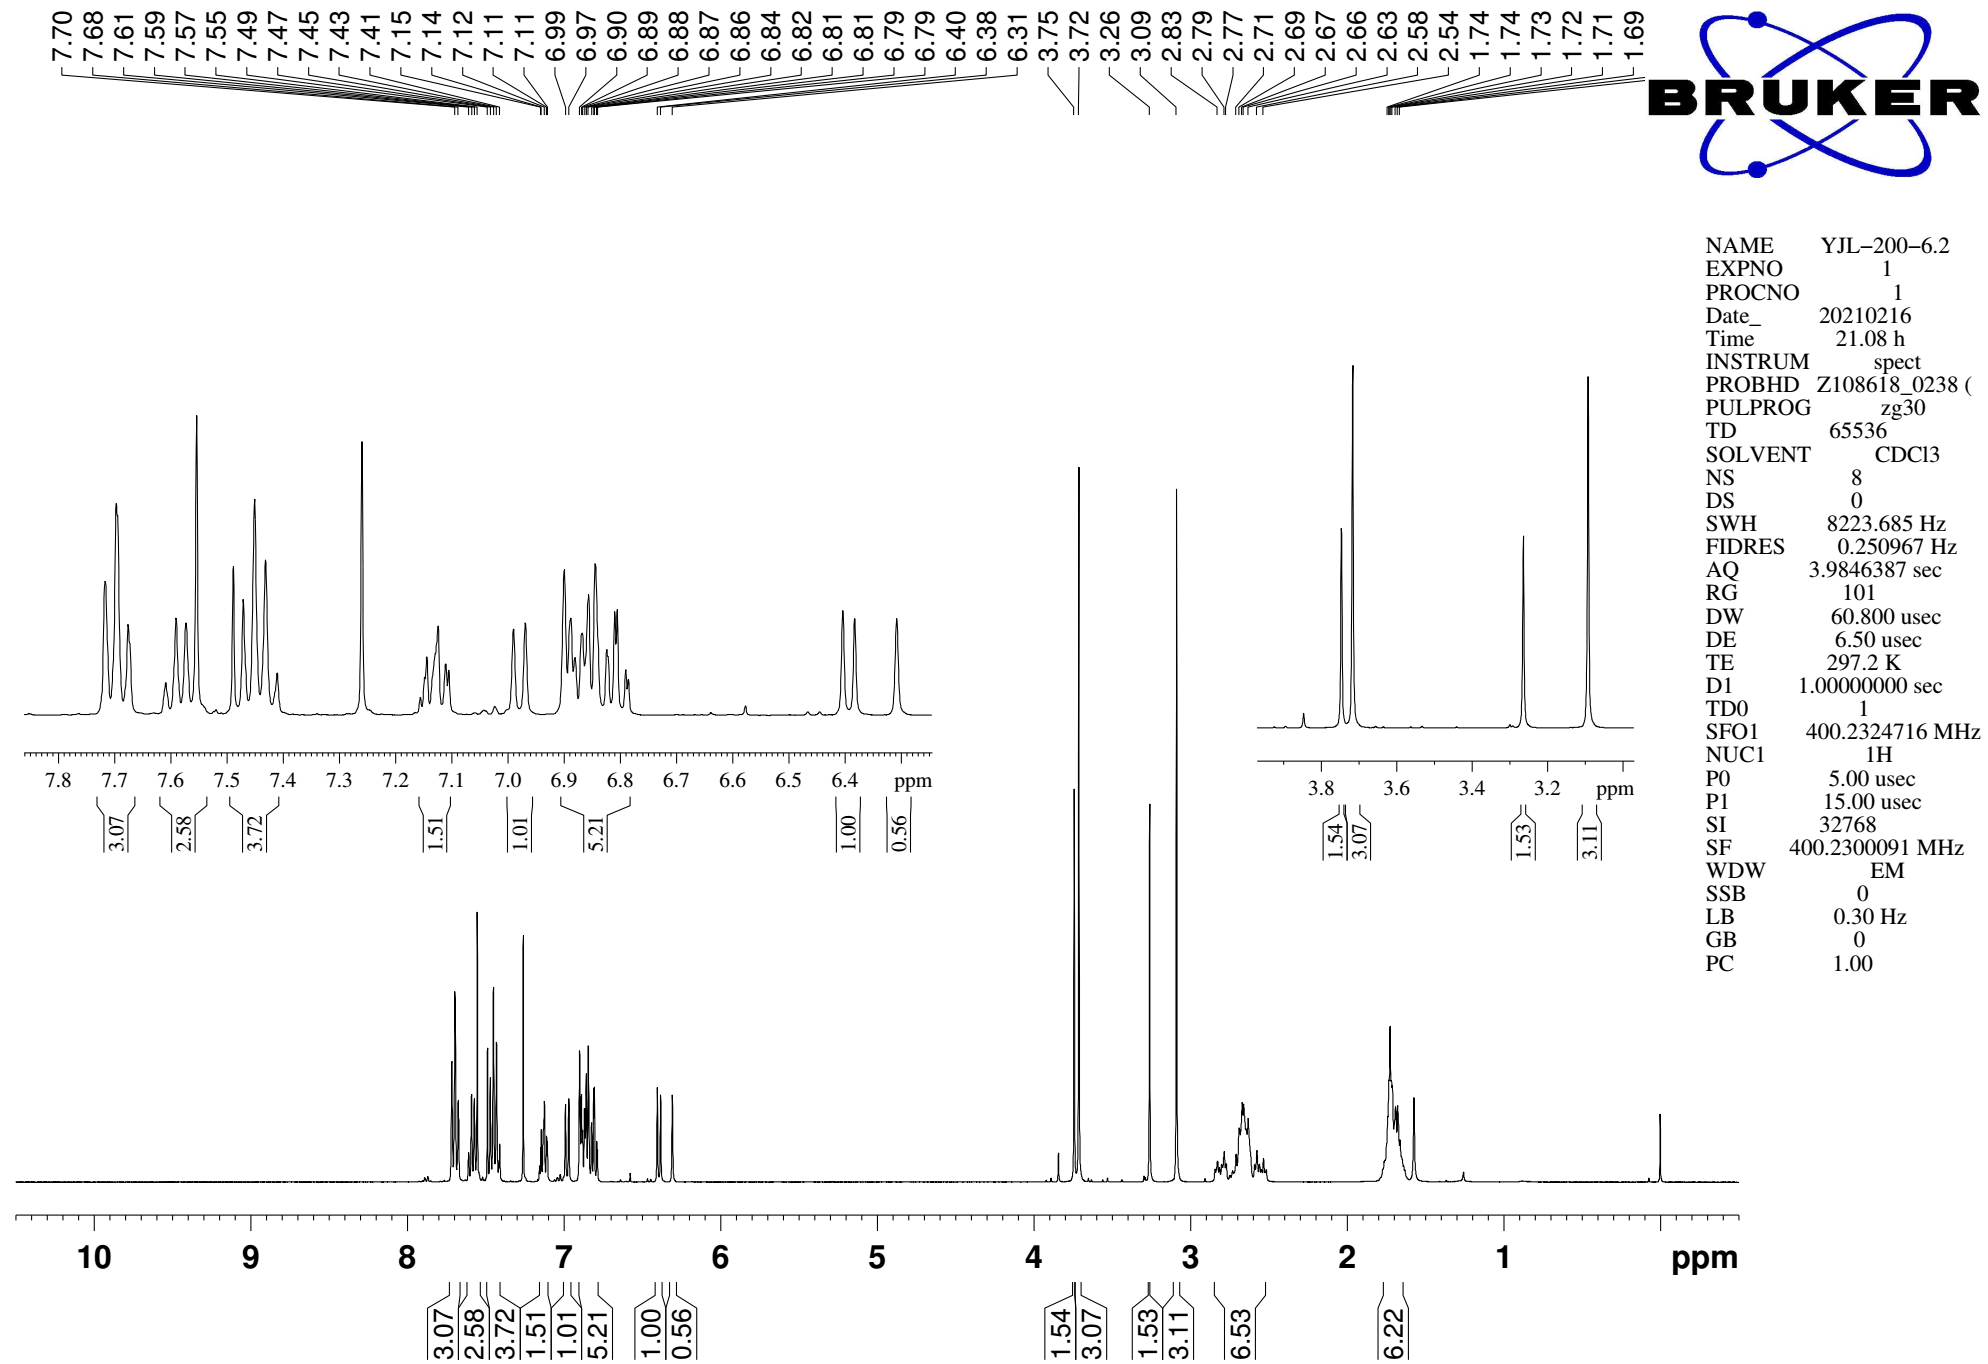 7.70 7.68 7.61 7.59 7.57 7.55 7.49 7.47 7.45 7.43 7.41 7.15 7.14 7.12 7.11 7.11 6.99 6.97 6.90 6.89 6.88 6.87 6.86 6.84 6.82 6.81 6.81 6.79 6.79 6.40 6.38 6.31 3.75 3.72 3.26 3.09 2.83 2.79 2.77 2.71 2.69 2.67 2.66 2.63 2.58 2.54 1.74 1.74 1.73 1.72 1.71 1.69
BRUKER
NAME YJL-200-6.2
EXPNO 1
PROCNO 1
Date_ 20210216
Time 21.08 h
INSTRUM spect
PROBHD Z108618_0238 (
PULPROG zg30
TD 65536
SOLVENT CDCl3
NS 8
DS 0
SWH 8223.685 Hz
FIDRES 0.250967 Hz
AQ 3.9846387 sec
RG 101
DW 60.800 usec
DE 6.50 usec
TE 297.2 K
D1 1.00000000 sec
TD0 1
SFO1 400.2324716 MHz
NUC1 1H
P0 5.00 usec
P1 15.00 usec
SI 32768
SF 400.2300091 MHz
WDW EM
SSB 0
LB 0.30 Hz
GB 0
PC 1.00
7.8 7.7 7.6 7.5 7.4 7.3 7.2 7.1 7.0 6.9 6.8 6.7 6.6 6.5 6.4 ppm
3.07 2.58 3.72 1.51 1.01 5.21 1.00 0.56
3.8 3.6 3.4 3.2 ppm
1.54 3.07 1.53 3.11
10 9 8 7 6 5 4 3 2 1 ppm
3.07 2.58 3.72 1.51 1.01 5.21 1.00 0.56 1.54 3.07 1.53 3.11 6.53 6.22